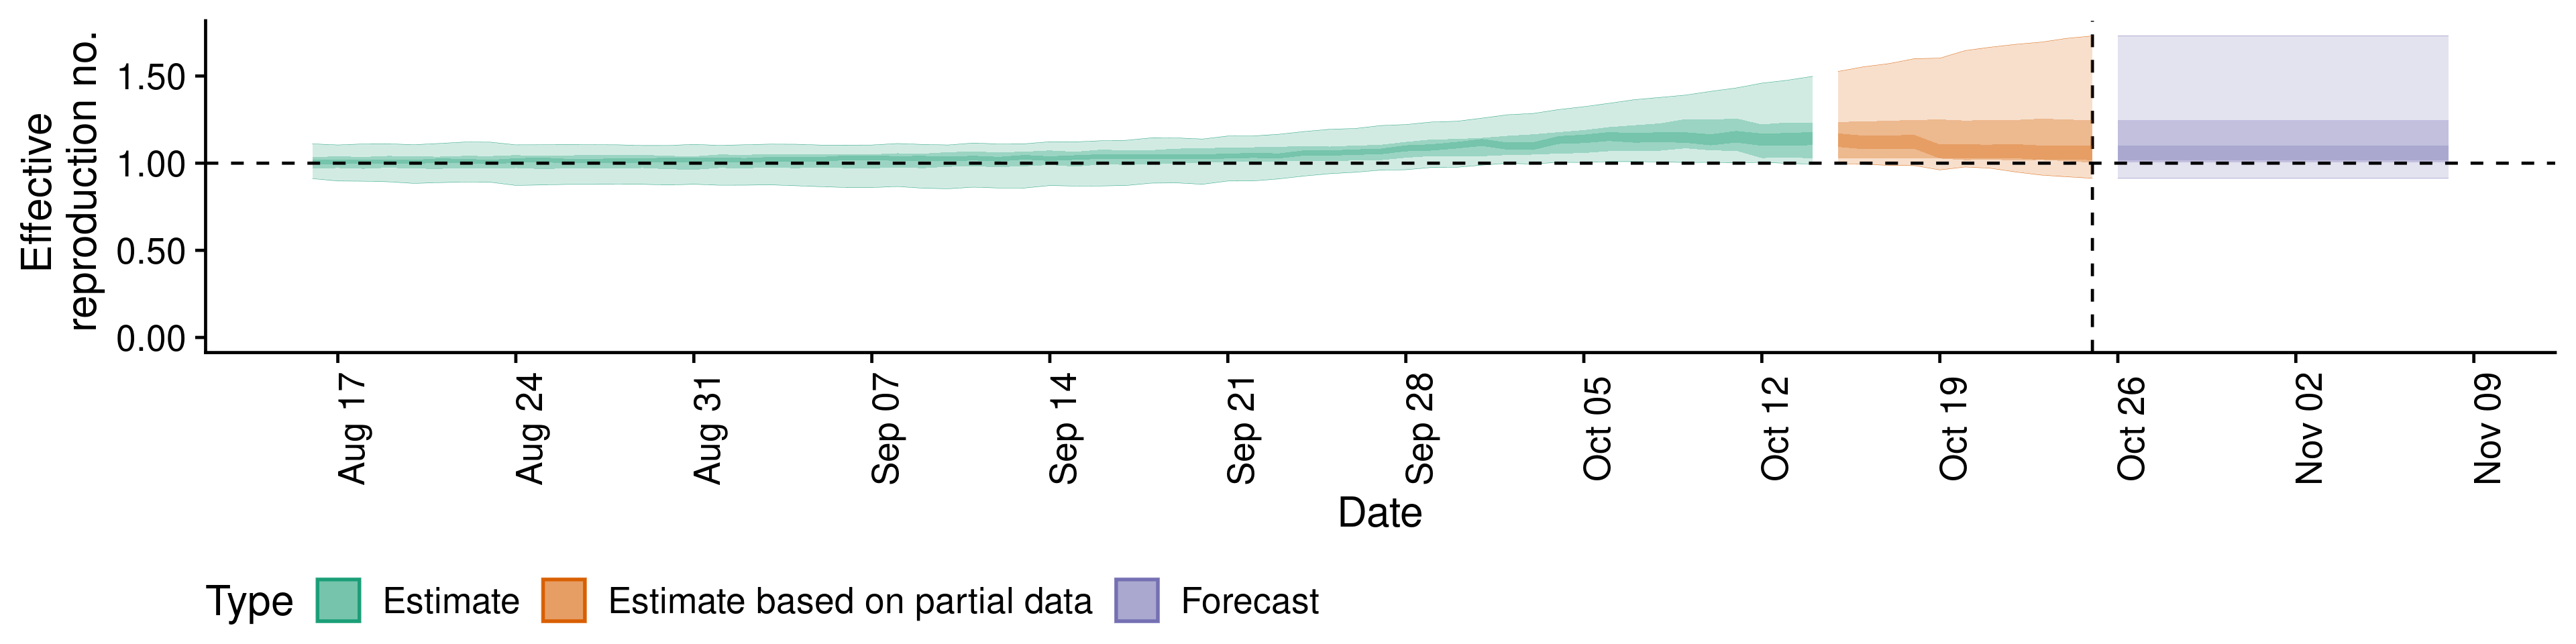 Effective
reproduction no.
1.50
1.00
0.50
0.00
Aug 17
Aug 24
Aug 31
Sep 07
Sep 14
Sep 21
Sep 28
Oct 05
Oct 12
Oct 19
Oct 26
Nov 02
Nov 09
Date
Type Estimate Estimate based on partial data Forecast